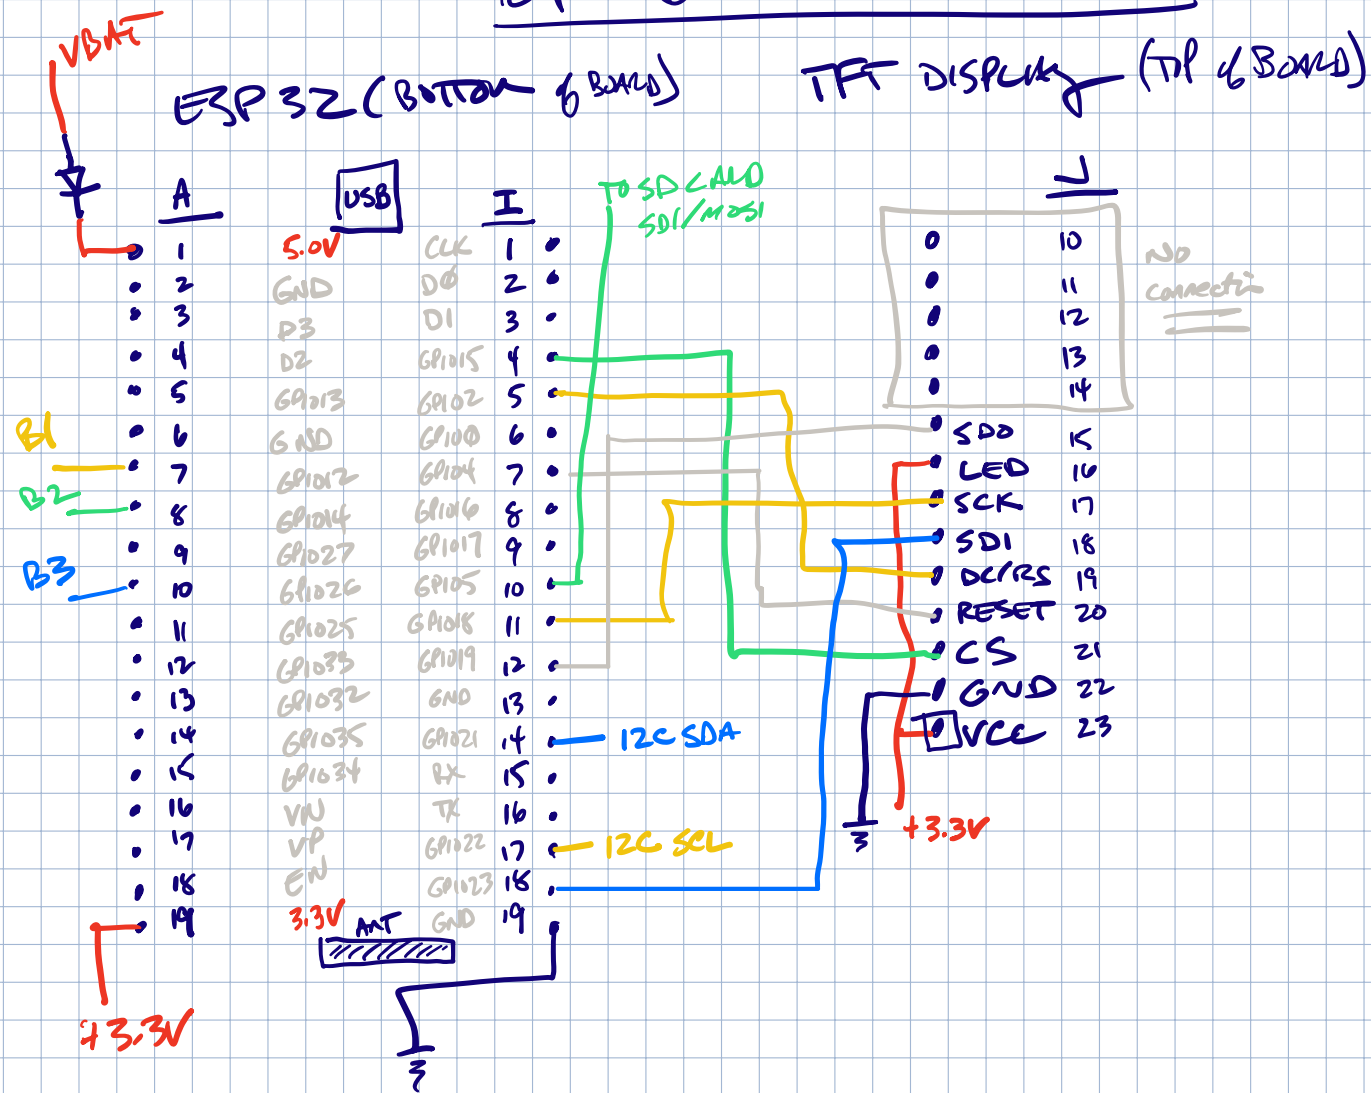 VBAT
ESP32 (BOTTOM of BOARD)
TFT DISPLAY (TOP of BOARD)
A
USB
I
TO SD CARD
SDI/MOSI
J
1 5.0V CLK 1
2 GND D0 2
3 D3 D1 3
4 D2 GPIO15 4
5 GPIO13 GPIO2 5
6 GND GPIO0 6
B1 7 GPIO12 GPIO4 7
B2 8 GPIO14 GPIO16 8
9 GPIO27 GPIO17 9
B3 10 GPIO26 GPIO5 10
11 GPIO25 GPIO18 11
12 GPIO33 GPIO19 12
13 GPIO32 GND 13
14 GPIO35 GPIO21 14 I2C SDA
15 GPIO34 RX 15
16 VN TX 16
17 VP GPIO22 17 I2C SCL
18 EN GPIO23 18
19 3.3V GND 19
ANT
+3.3V
10
11
12
13
14
NO
connection
SDO 15
LED 16
SCK 17
SDI 18
DC/RS 19
RESET 20
CS 21
GND 22
VCC 23
+3.3V